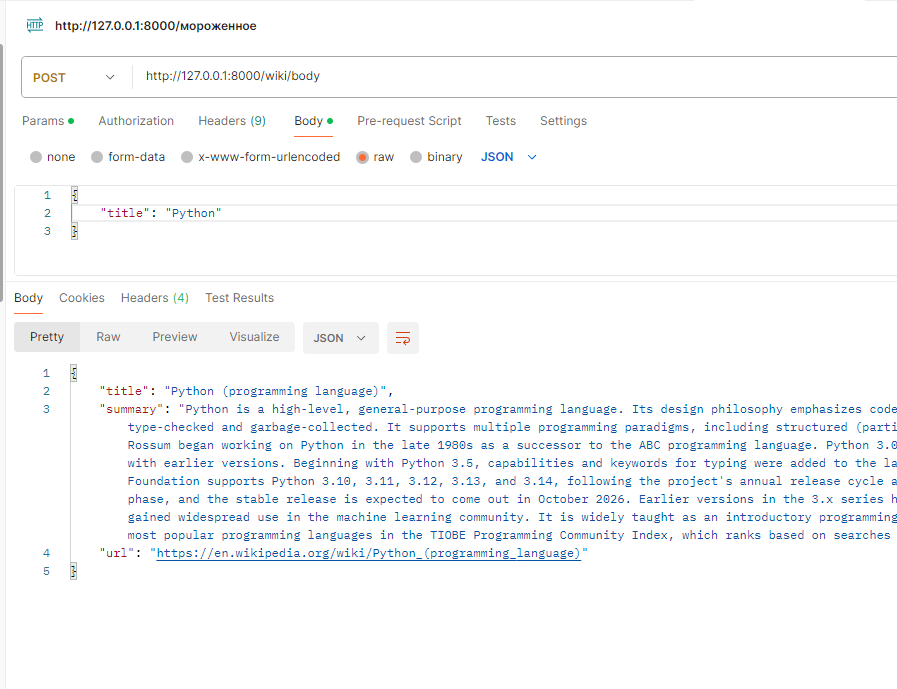 HTTP http://127.0.0.1:8000/мороженное
POST http://127.0.0.1:8000/wiki/body
Params Authorization Headers (9) Body Pre-request Script Tests Settings
none form-data x-www-form-urlencoded raw binary JSON
1 {
2 "title": "Python"
3 }
Body Cookies Headers (4) Test Results
Pretty Raw Preview Visualize JSON
1 {
2 "title": "Python (programming language)",
3 "summary": "Python is a high-level, general-purpose programming language. Its design philosophy emphasizes code
type-checked and garbage-collected. It supports multiple programming paradigms, including structured (parti
Rossum began working on Python in the late 1980s as a successor to the ABC programming language. Python 3.0
with earlier versions. Beginning with Python 3.5, capabilities and keywords for typing were added to the la
Foundation supports Python 3.10, 3.11, 3.12, 3.13, and 3.14, following the project's annual release cycle a
phase, and the stable release is expected to come out in October 2026. Earlier versions in the 3.x series h
gained widespread use in the machine learning community. It is widely taught as an introductory programming
most popular programming languages in the TIOBE Programming Community Index, which ranks based on searches
4 "url": "https://en.wikipedia.org/wiki/Python_(programming_language)"
5 }